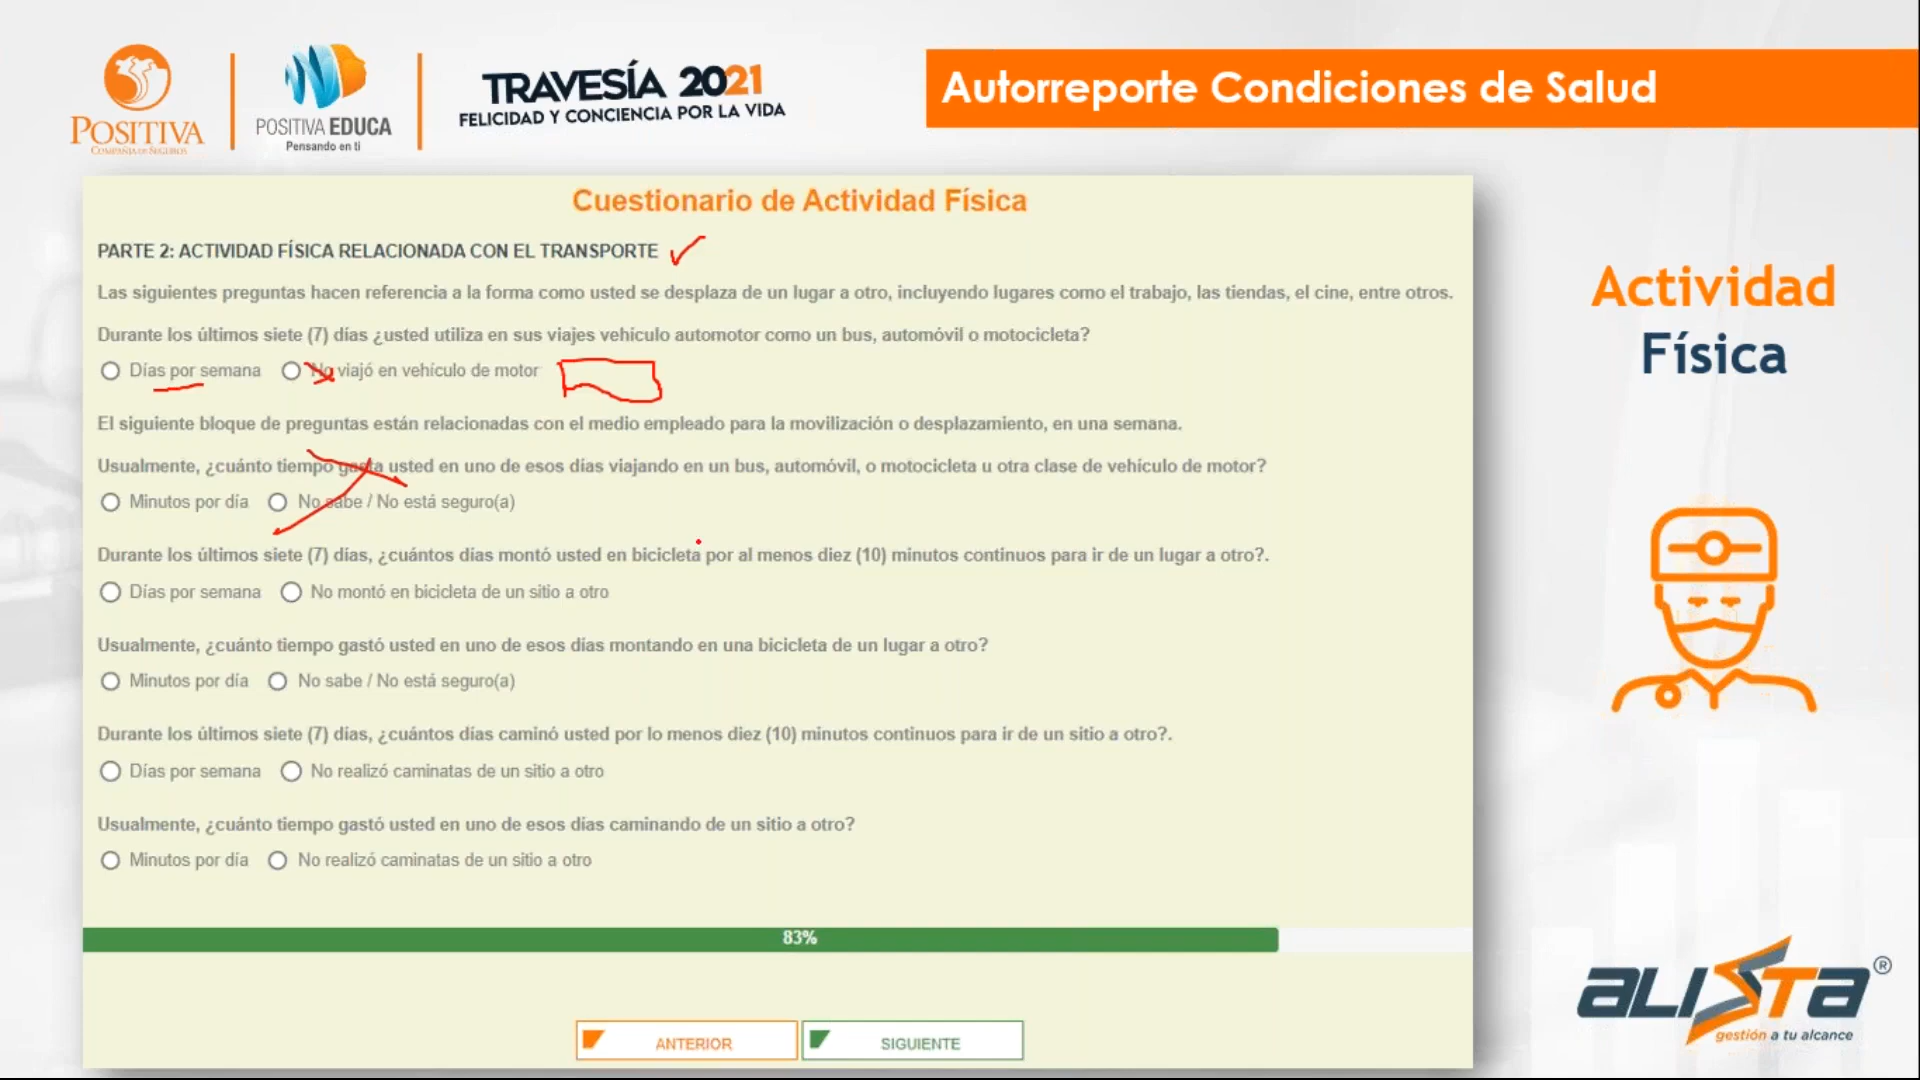 POSITIVA
COMPAÑÍA DE SEGUROS
POSITIVA EDUCA
Pensando en ti
TRAVESÍA 2021
FELICIDAD Y CONCIENCIA POR LA VIDA
Autorreporte Condiciones de Salud
Cuestionario de Actividad Física
PARTE 2: ACTIVIDAD FÍSICA RELACIONADA CON EL TRANSPORTE
Las siguientes preguntas hacen referencia a la forma como usted se desplaza de un lugar a otro, incluyendo lugares como el trabajo, las tiendas, el cine, entre otros.
Durante los últimos siete (7) días ¿usted utiliza en sus viajes vehículo automotor como un bus, automóvil o motocicleta?
Días por semana No viajó en vehículo de motor
El siguiente bloque de preguntas están relacionadas con el medio empleado para la movilización o desplazamiento, en una semana.
Usualmente, ¿cuánto tiempo gasta usted en uno de esos días viajando en un bus, automóvil, o motocicleta u otra clase de vehículo de motor?
Minutos por día No sabe / No está seguro(a)
Durante los últimos siete (7) días, ¿cuántos días montó usted en bicicleta por al menos diez (10) minutos continuos para ir de un lugar a otro?.
Días por semana No montó en bicicleta de un sitio a otro
Usualmente, ¿cuánto tiempo gastó usted en uno de esos días montando en una bicicleta de un lugar a otro?
Minutos por día No sabe / No está seguro(a)
Durante los últimos siete (7) días, ¿cuántos días caminó usted por lo menos diez (10) minutos continuos para ir de un sitio a otro?.
Días por semana No realizó caminatas de un sitio a otro
Usualmente, ¿cuánto tiempo gastó usted en uno de esos días caminando de un sitio a otro?
Minutos por día No realizó caminatas de un sitio a otro
83%
ANTERIOR SIGUIENTE
Actividad
Física
ALISTA ®
gestión a tu alcance